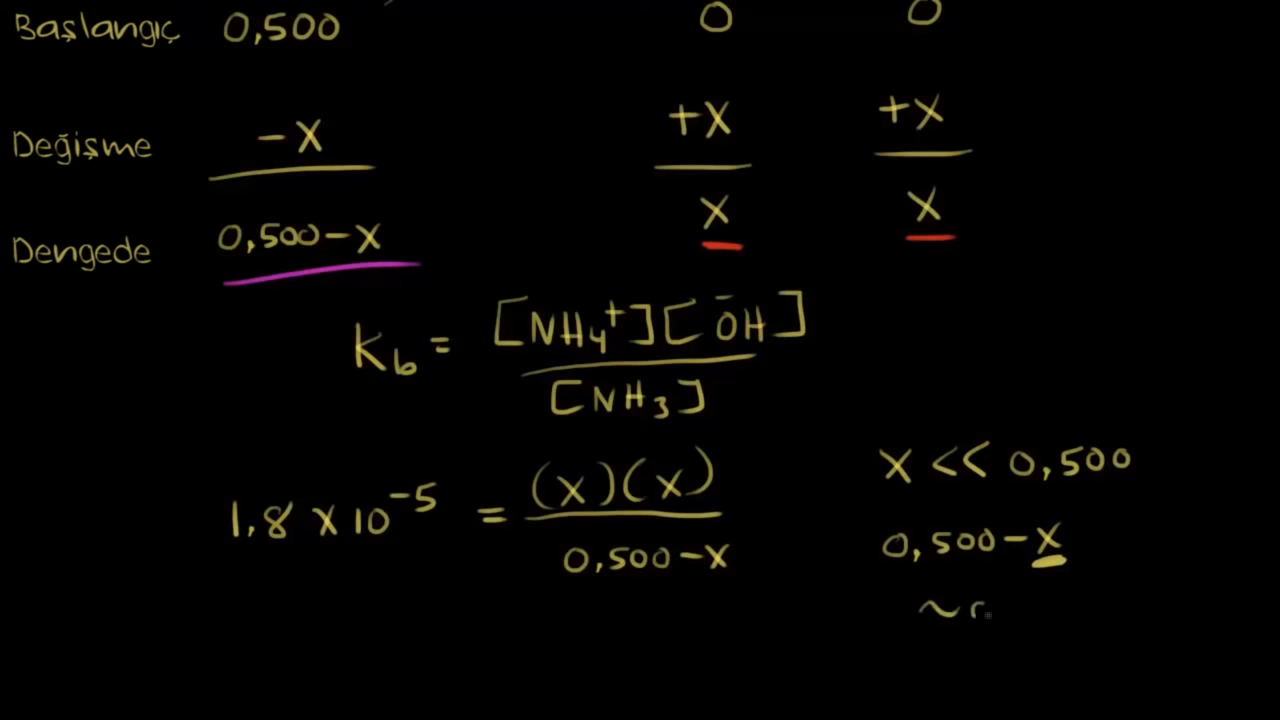 Başlangıç 0,500 0 0
Değişme -X +X +X
Dengede 0,500-X X X
Kb = [NH4+][ŌH] / [NH3]
1,8 X 10^-5 = (x)(x) / 0,500-X
X << 0,500
0,500-X
~